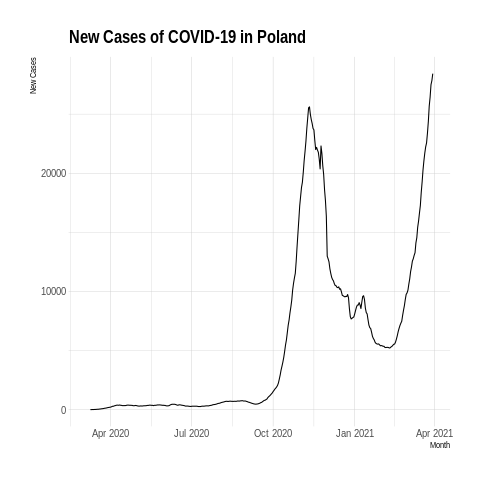 New Cases of COVID-19 in Poland
New Cases
20000
10000
0
Apr 2020 Jul 2020 Oct 2020 Jan 2021 Apr 2021
Month